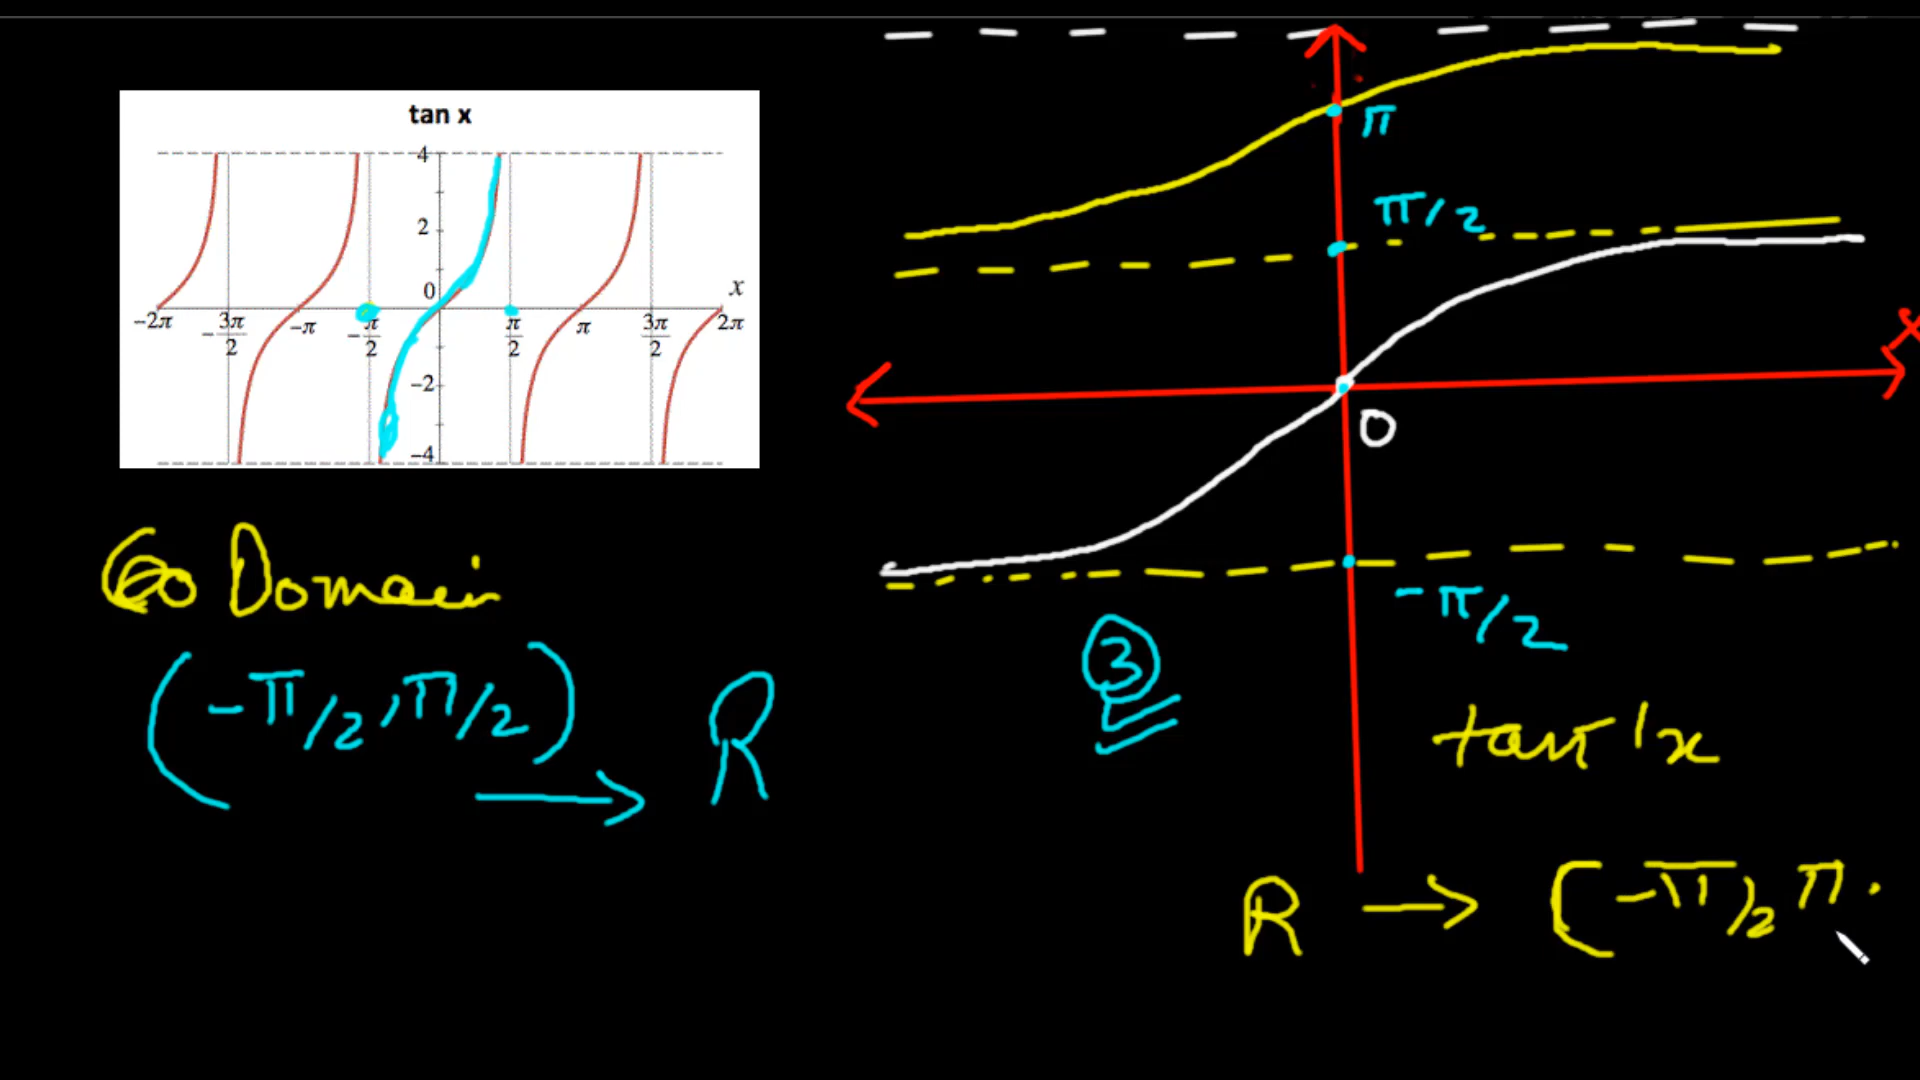 tan x
4
2
0
x
-2π
-3π/2
-π
-π/2
π/2
π
3π/2
2π
-2
-4
π
π/2
x
0
-π/2
Domain
(-π/2, π/2) → R
3
tan⁻¹x
R → (-π/2 π